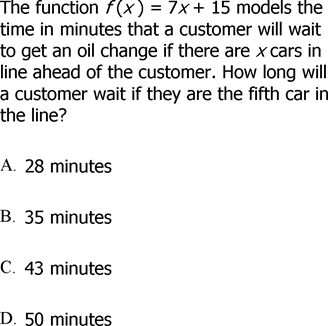 The function f(x) = 7x + 15 models the
time in minutes that a customer will wait
to get an oil change if there are x cars in
line ahead of the customer. How long will
a customer wait if they are the fifth car in
the line?
A. 28 minutes
B. 35 minutes
C. 43 minutes
D. 50 minutes